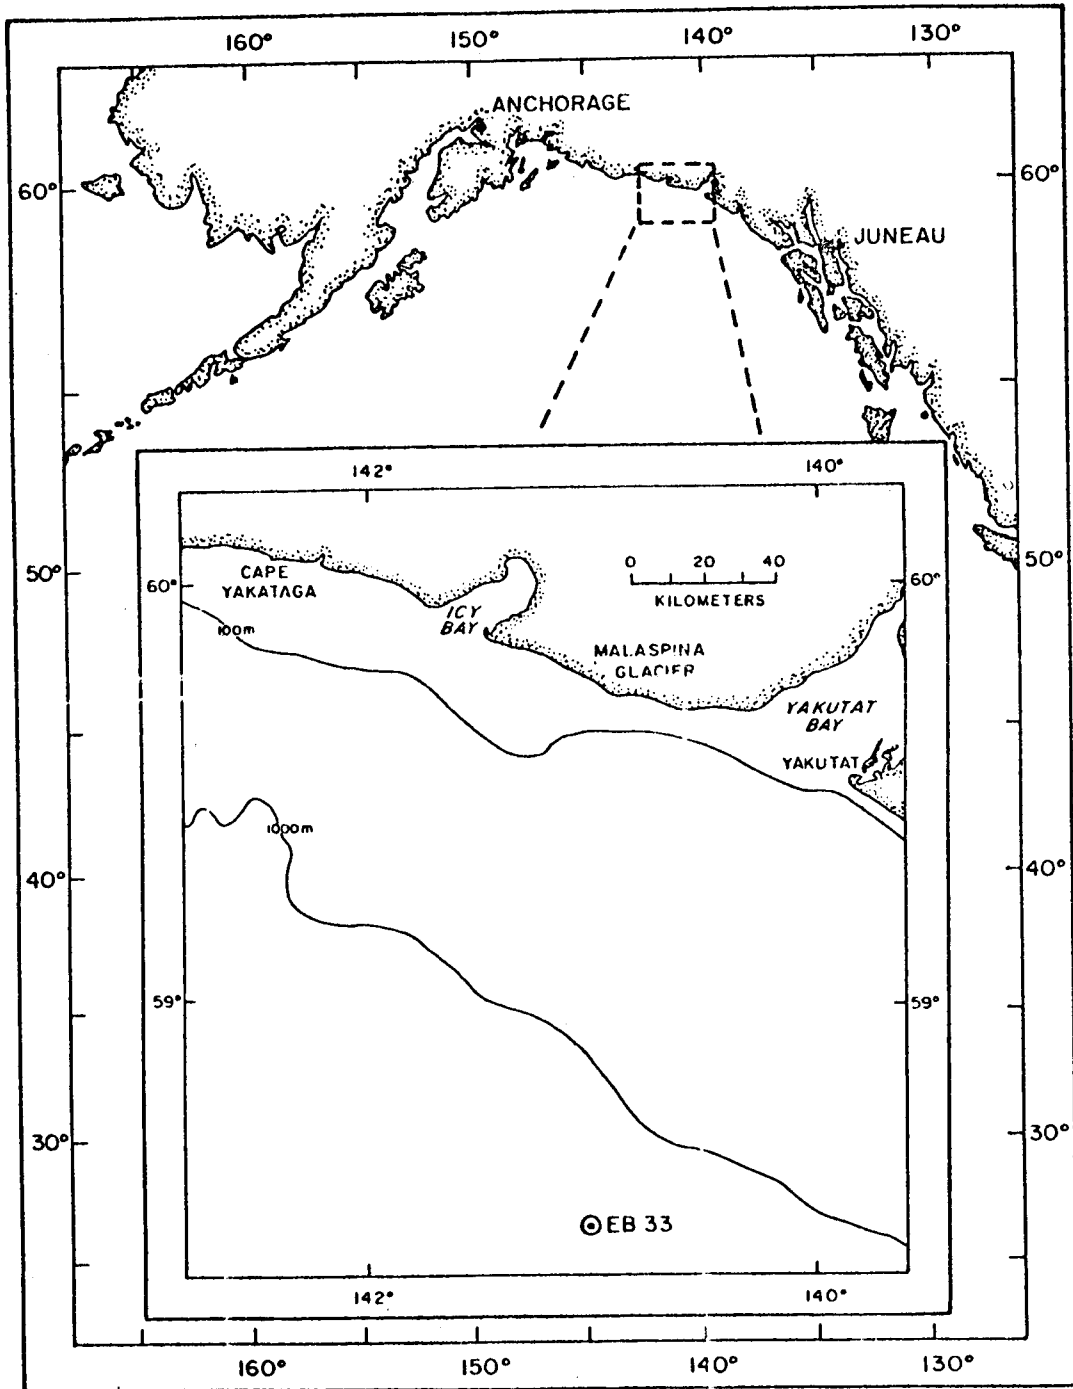 160° 150° 140° 130°
ANCHORAGE
60° 60°
JUNEAU
142° 140°
50° 50°
0 20 40
KILOMETERS
CAPE
YAKATAGA
60° 60°
ICY
BAY
100m
MALASPINA
GLACIER
YAKUTAT
BAY
YAKUTAT
1000m
40° 40°
59° 59°
30° 30°
EB 33
142° 140°
160° 150° 140° 130°